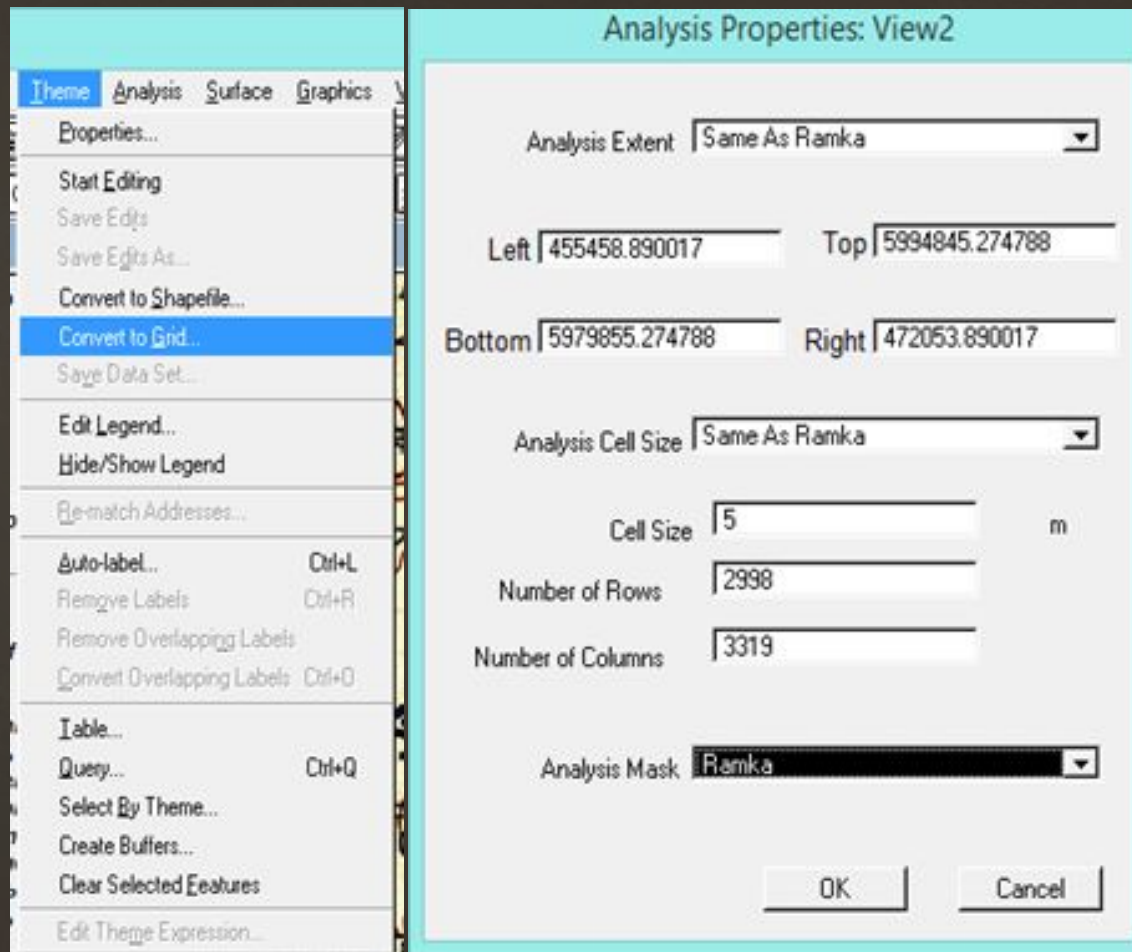 Theme Analysis Surface Graphics
Properties...
Start Editing
Save Edits
Save Edits As...
Convert to Shapefile...
Convert to Grid...
Save Data Set...
Edit Legend...
Hide/Show Legend
Re-match Addresses...
Auto-label... Ctrl+L
Remove Labels Ctrl+R
Remove Overlapping Labels
Convert Overlapping Labels Ctrl+O
Table...
Query... Ctrl+Q
Select By Theme...
Create Buffers...
Clear Selected Features
Edit Theme Expression...
Analysis Properties: View2
Analysis Extent Same As Ramka
Left 455458.890017 Top 5994845.274788
Bottom 5979855.274788 Right 472053.890017
Analysis Cell Size Same As Ramka
Cell Size 5 m
Number of Rows 2998
Number of Columns 3319
Analysis Mask Ramka
OK Cancel